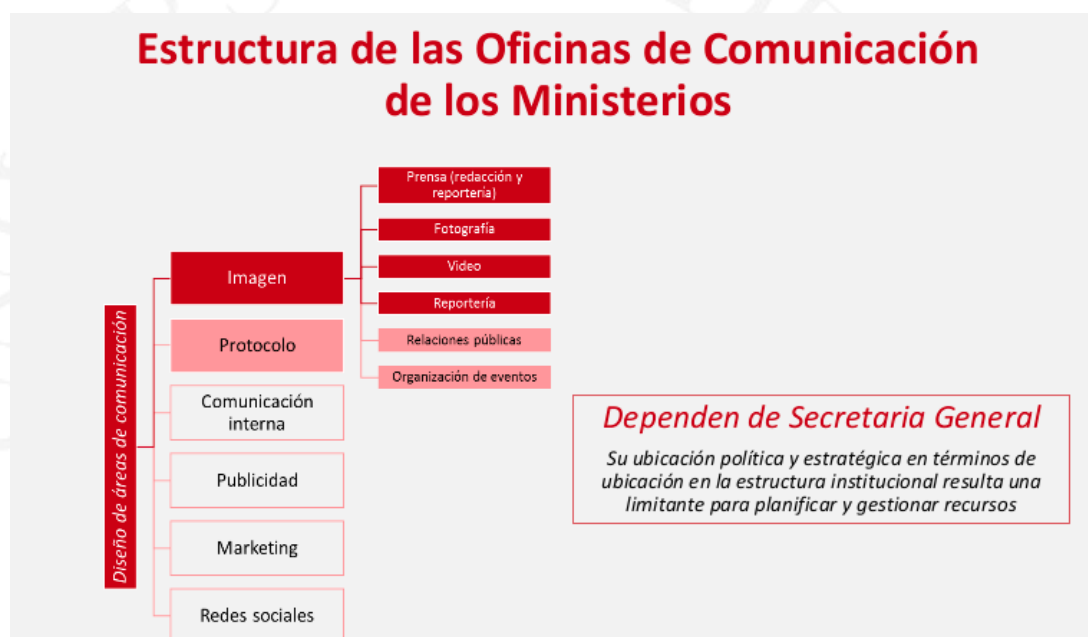 Estructura de las Oficinas de Comunicación
de los Ministerios
Prensa (redacción y
reportería)
Fotografía
Video
Reportería
Relaciones públicas
Organización de eventos
Diseño de áreas de comunicación
Imagen
Protocolo
Comunicación
interna
Publicidad
Marketing
Redes sociales
Dependen de Secretaria General
Su ubicación política y estratégica en términos de
ubicación en la estructura institucional resulta una
limitante para planificar y gestionar recursos